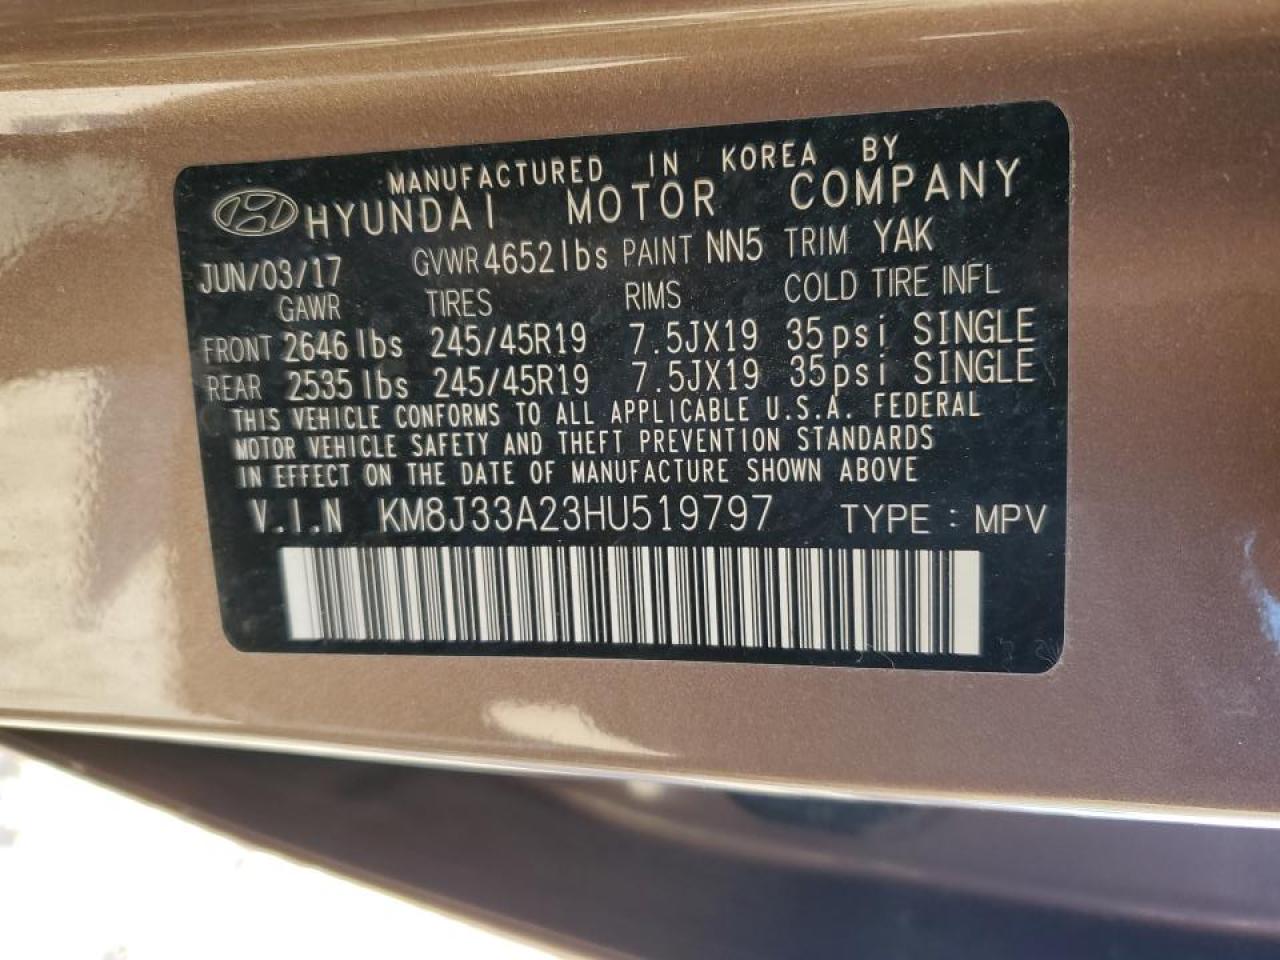 MANUFACTURED IN KOREA BY
HYUNDAI MOTOR COMPANY
JUN/03/17 GVWR 4652lbs PAINT NN5 TRIM YAK
GAWR TIRES RIMS COLD TIRE INFL
FRONT 2646 lbs 245/45R19 7.5JX19 35psi SINGLE
REAR 2535 lbs 245/45R19 7.5JX19 35psi SINGLE
THIS VEHICLE CONFORMS TO ALL APPLICABLE U.S.A. FEDERAL
MOTOR VEHICLE SAFETY AND THEFT PREVENTION STANDARDS
IN EFFECT ON THE DATE OF MANUFACTURE SHOWN ABOVE
V.I.N KM8J33A23HU519797 TYPE : MPV